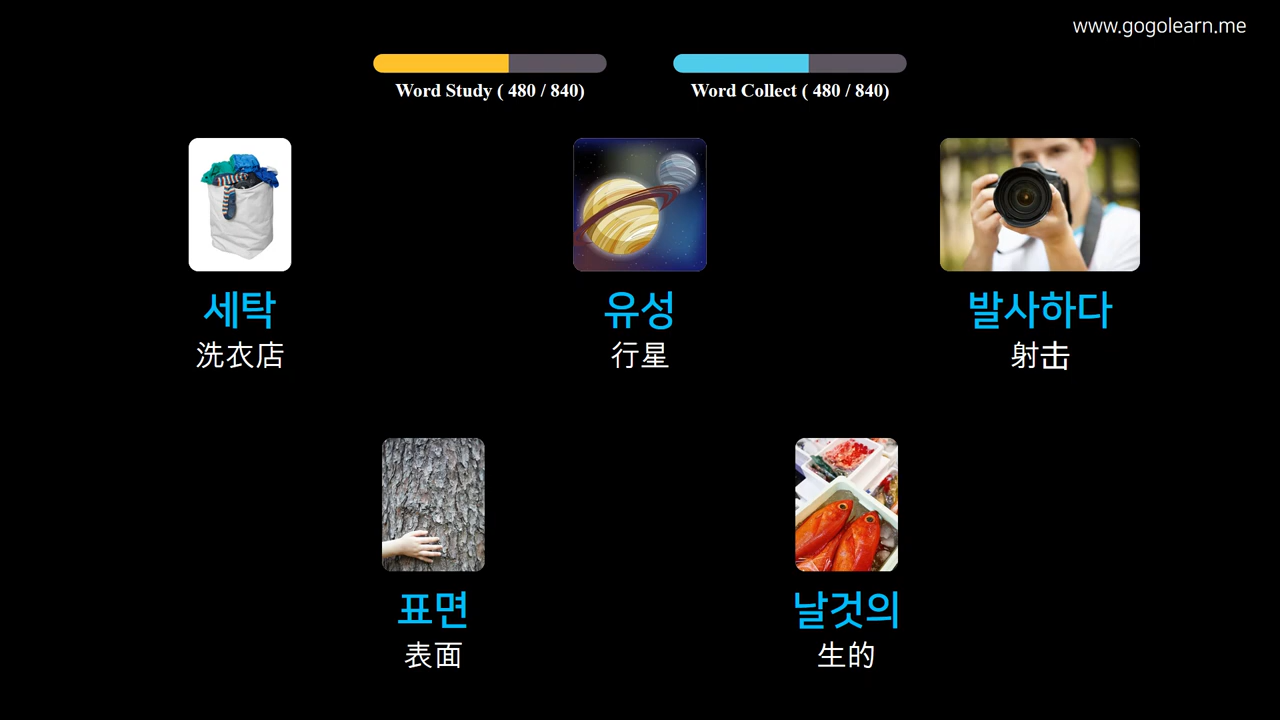 www.gogolearn.me
Word Study ( 480 / 840)
Word Collect ( 480 / 840)
세탁
洗衣店
유성
行星
발사하다
射击
표면
表面
날것의
生的